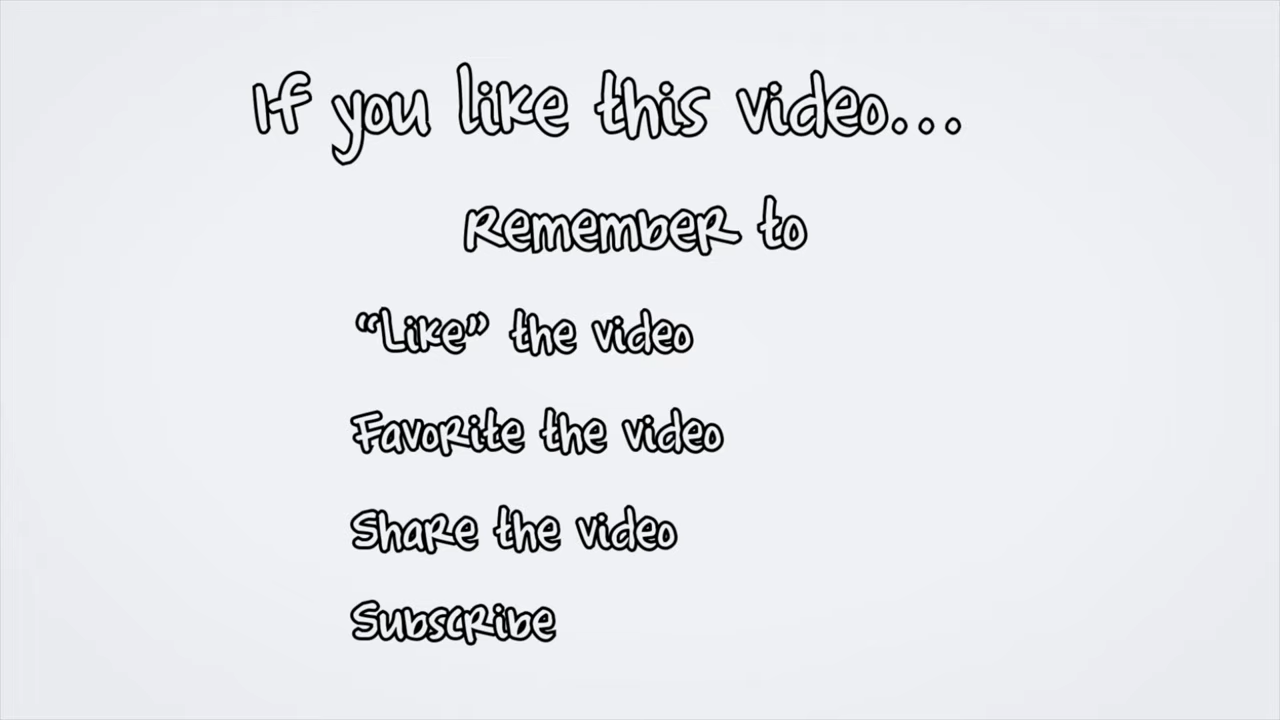 If you like this video...
Remember to
“Like” the video
Favorite the video
Share the video
Subscribe